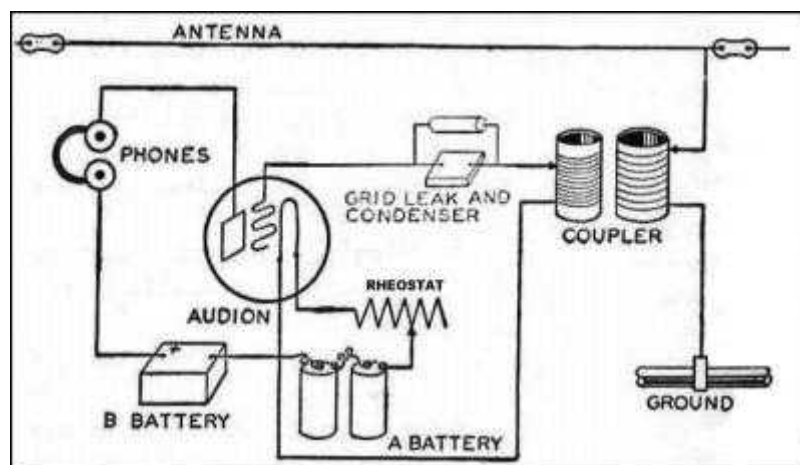 ANTENNA
PHONES
GRID LEAK AND
CONDENSER
COUPLER
RHEOSTAT
AUDION
+
B BATTERY
A BATTERY
GROUND